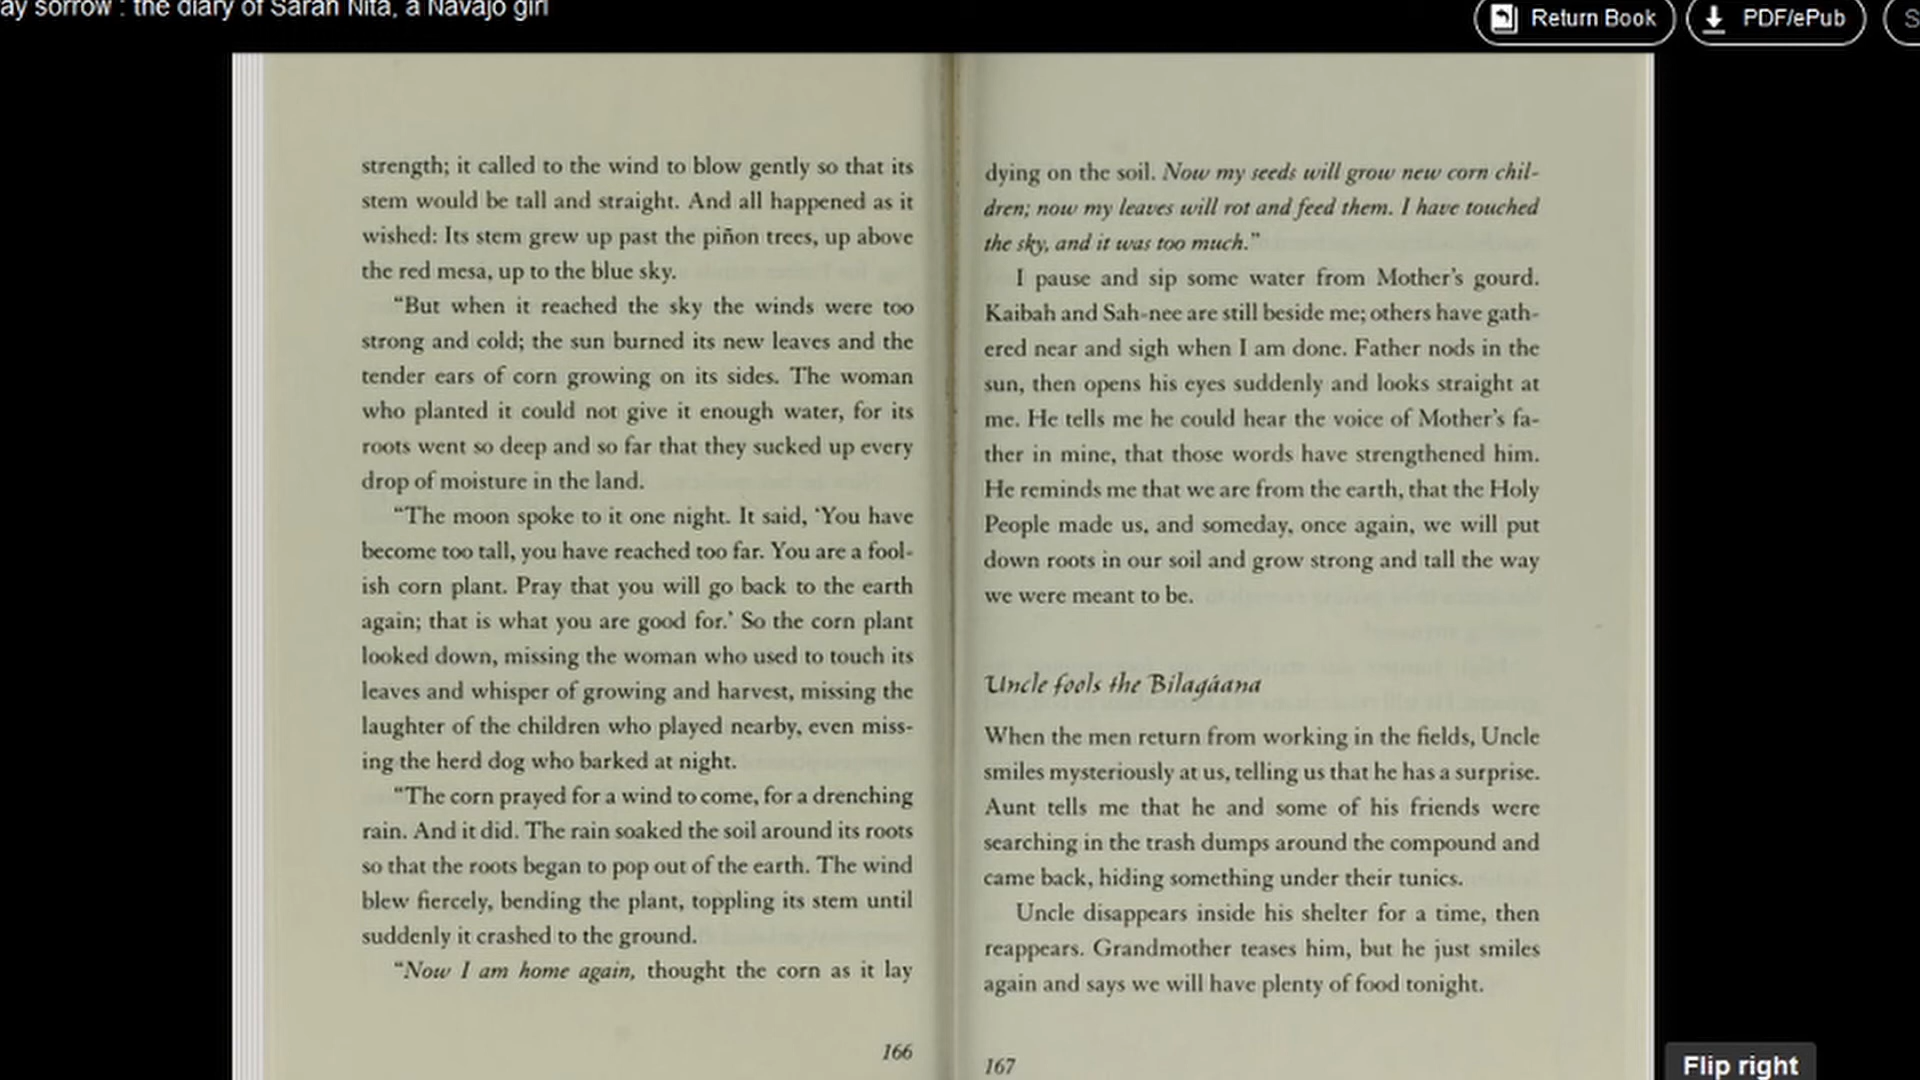 ay sorrow : the diary of Sarah Nita, a Navajo girl
Return Book
PDF/ePub
S
strength; it called to the wind to blow gently so that its
stem would be tall and straight. And all happened as it
wished: Its stem grew up past the piñon trees, up above
the red mesa, up to the blue sky.
“But when it reached the sky the winds were too
strong and cold; the sun burned its new leaves and the
tender ears of corn growing on its sides. The woman
who planted it could not give it enough water, for its
roots went so deep and so far that they sucked up every
drop of moisture in the land.
“The moon spoke to it one night. It said, ‘You have
become too tall, you have reached too far. You are a fool-
ish corn plant. Pray that you will go back to the earth
again; that is what you are good for.’ So the corn plant
looked down, missing the woman who used to touch its
leaves and whisper of growing and harvest, missing the
laughter of the children who played nearby, even miss-
ing the herd dog who barked at night.
“The corn prayed for a wind to come, for a drenching
rain. And it did. The rain soaked the soil around its roots
so that the roots began to pop out of the earth. The wind
blew fiercely, bending the plant, toppling its stem until
suddenly it crashed to the ground.
“Now I am home again, thought the corn as it lay
166
dying on the soil. Now my seeds will grow new corn chil-
dren; now my leaves will rot and feed them. I have touched
the sky, and it was too much.”
I pause and sip some water from Mother’s gourd.
Kaibah and Sah-nee are still beside me; others have gath-
ered near and sigh when I am done. Father nods in the
sun, then opens his eyes suddenly and looks straight at
me. He tells me he could hear the voice of Mother’s fa-
ther in mine, that those words have strengthened him.
He reminds me that we are from the earth, that the Holy
People made us, and someday, once again, we will put
down roots in our soil and grow strong and tall the way
we were meant to be.
Uncle fools the Bilagáana
When the men return from working in the fields, Uncle
smiles mysteriously at us, telling us that he has a surprise.
Aunt tells me that he and some of his friends were
searching in the trash dumps around the compound and
came back, hiding something under their tunics.
Uncle disappears inside his shelter for a time, then
reappears. Grandmother teases him, but he just smiles
again and says we will have plenty of food tonight.
167
Flip right